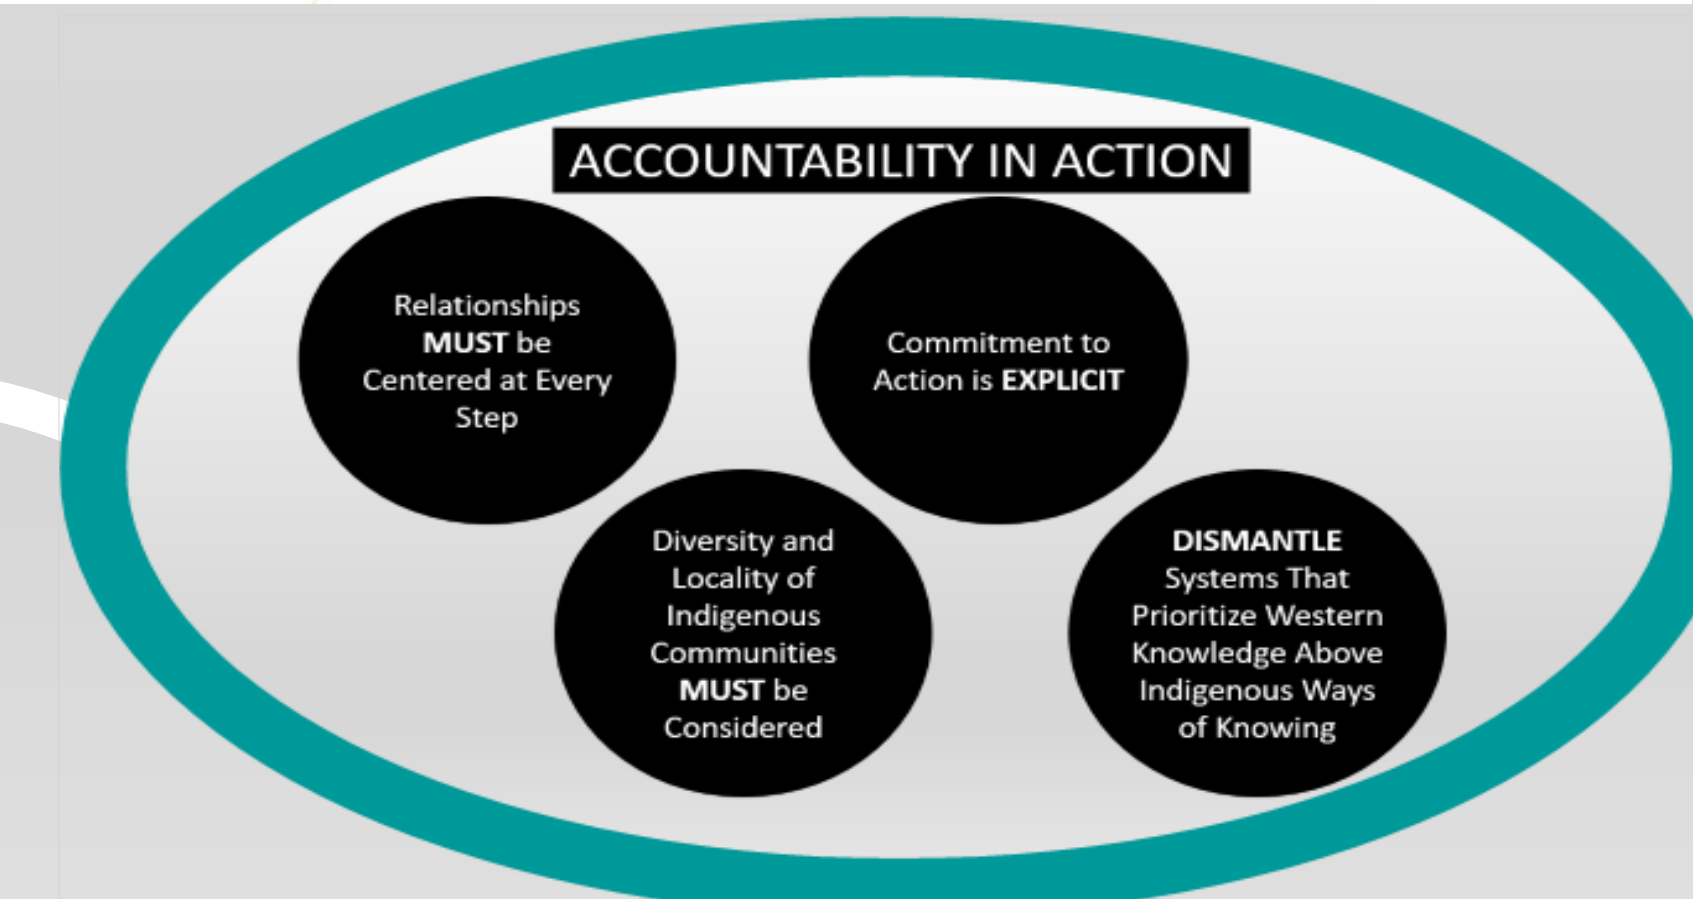 ACCOUNTABILITY IN ACTION
Relationships
MUST be
Centered at Every
Step
Commitment to
Action is EXPLICIT
Diversity and
Locality of
Indigenous
Communities
MUST be
Considered
DISMANTLE
Systems That
Prioritize Western
Knowledge Above
Indigenous Ways
of Knowing